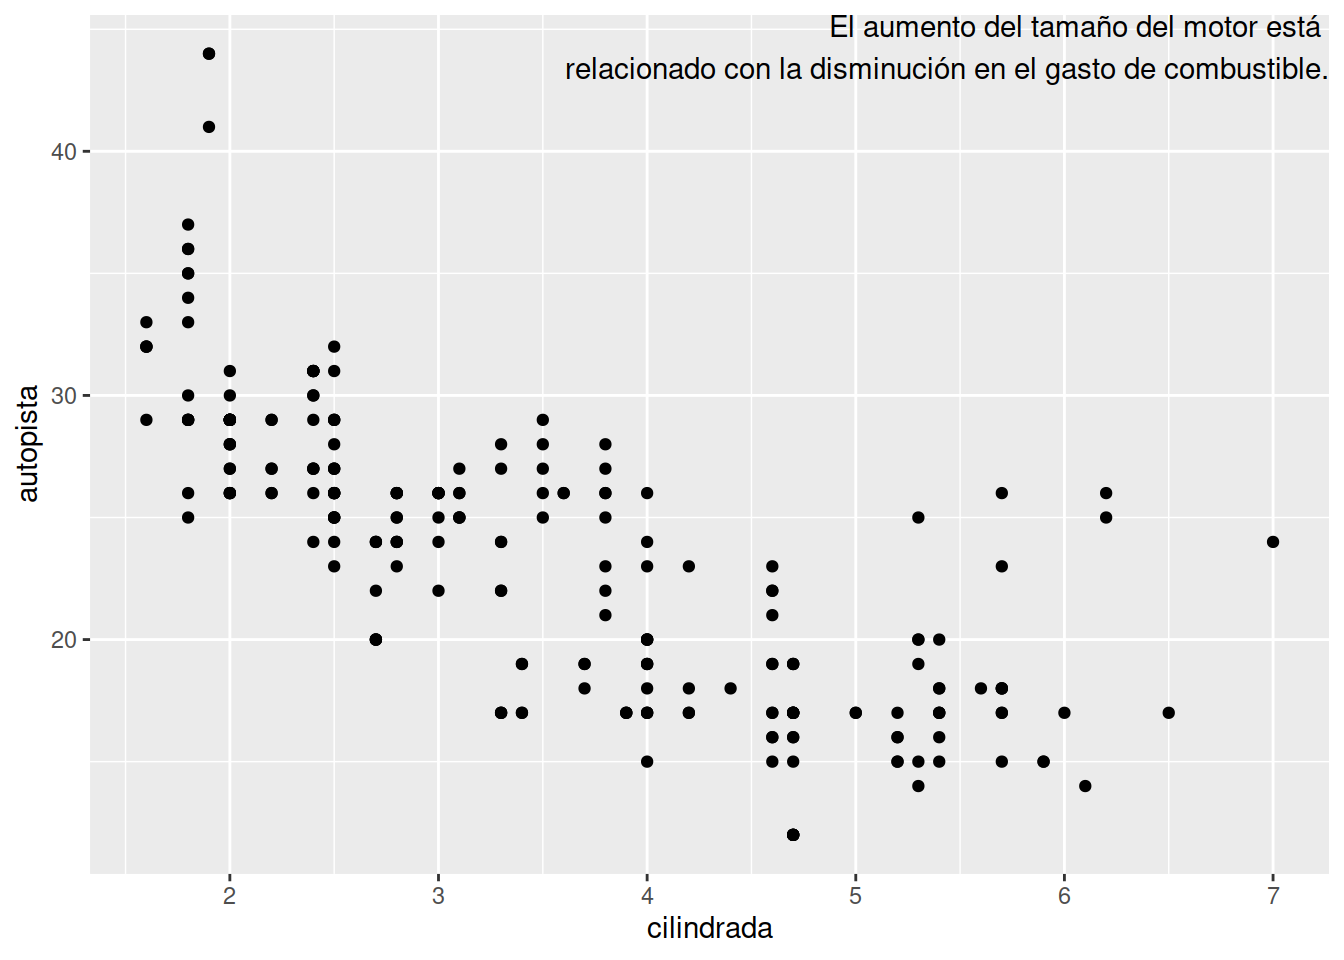 El aumento del tamaño del motor está
relacionado con la disminución en el gasto de combustible.
40
30
20
autopista
2 3 4 5 6 7
cilindrada